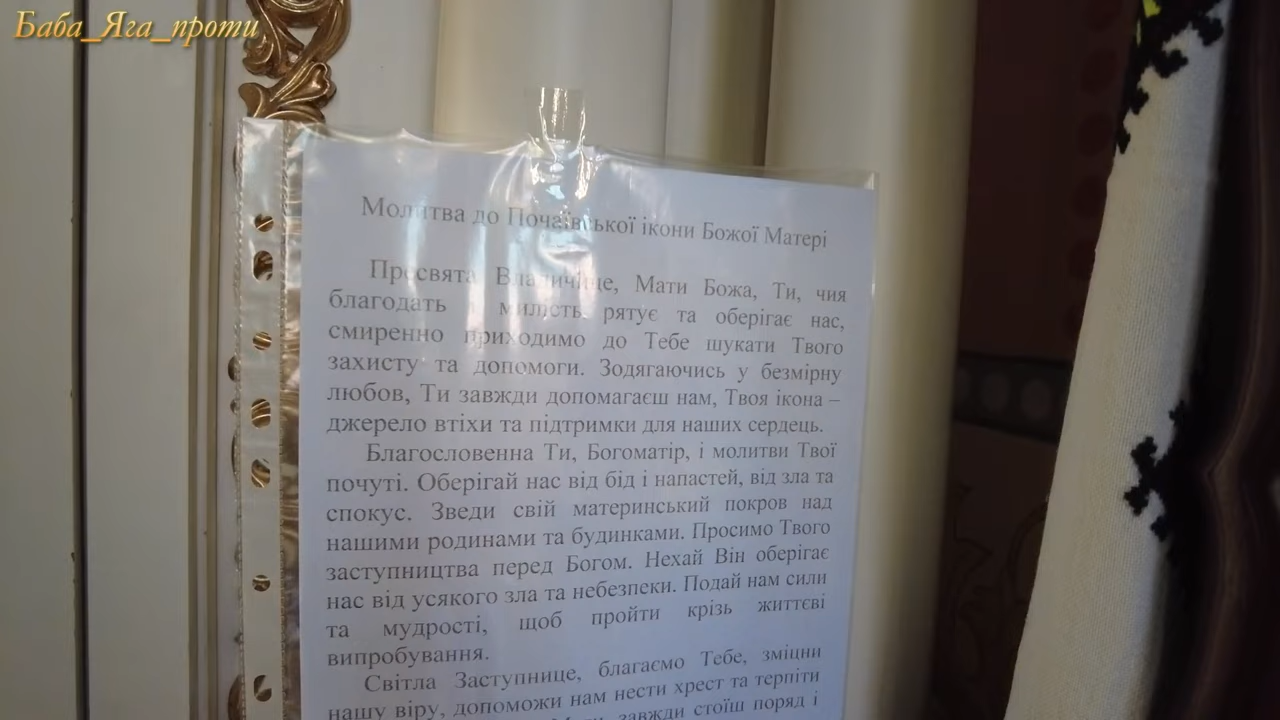 Баба_Яга_проти
Молитва до Почаївської ікони Божої Матері
Пресвята Владичице, Мати Божа, Ти, чия
благодать і милість рятує та оберігає нас,
смиренно приходимо до Тебе шукати Твого
захисту та допомоги. Зодягаючись у безмірну
любов, Ти завжди допомагаєш нам, Твоя ікона –
джерело втіхи та підтримки для наших сердець.
Благословенна Ти, Богоматір, і молитви Твої
почуті. Оберігай нас від бід і напастей, від зла та
спокус. Зведи свій материнський покров над
нашими родинами та будинками. Просимо Твого
заступництва перед Богом. Нехай Він оберігає
нас від усякого зла та небезпеки. Подай нам сили
та мудрості, щоб пройти крізь життєві
випробування.
Світла Заступнице, благаємо Тебе, зміцни
нашу віру, допоможи нам нести хрест та терпіти
завжди стоїш поряд і